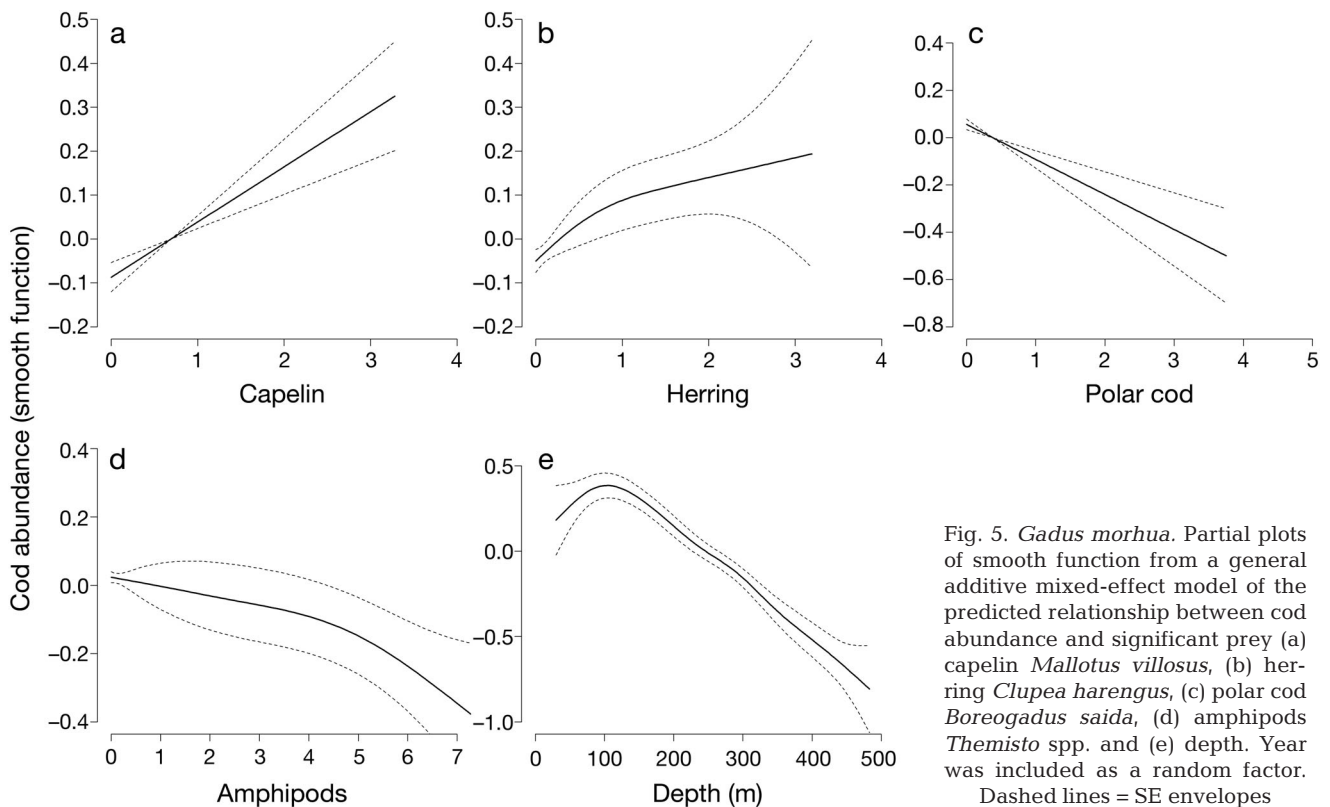 Cod abundance (smooth function)
a
0.5
0.4
0.3
0.2
0.1
0.0
−0.1
−0.2
0 1 2 3 4
Capelin
b
0.5
0.4
0.3
0.2
0.1
0.0
−0.1
−0.2
0 1 2 3 4
Herring
c
0.4
0.2
0.0
−0.2
−0.4
−0.6
−0.8
0 1 2 3 4 5
Polar cod
d
0.4
0.2
0.0
−0.2
−0.4
0 1 2 3 4 5 6 7
Amphipods
e
0.5
0.0
−0.5
−1.0
0 100 200 300 400 500
Depth (m)
Fig. 5. Gadus morhua. Partial plots
of smooth function from a general
additive mixed-effect model of the
predicted relationship between cod
abundance and significant prey (a)
capelin Mallotus villosus, (b) her-
ring Clupea harengus, (c) polar cod
Boreogadus saida, (d) amphipods
Themisto spp. and (e) depth. Year
was included as a random factor.
Dashed lines = SE envelopes